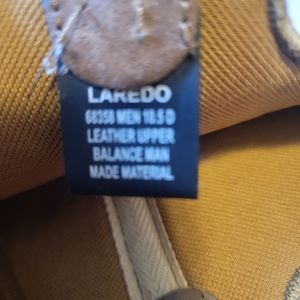 LAREDO
68358 MEN 10.5 D
LEATHER UPPER
BALANCE MAN
MADE MATERIAL